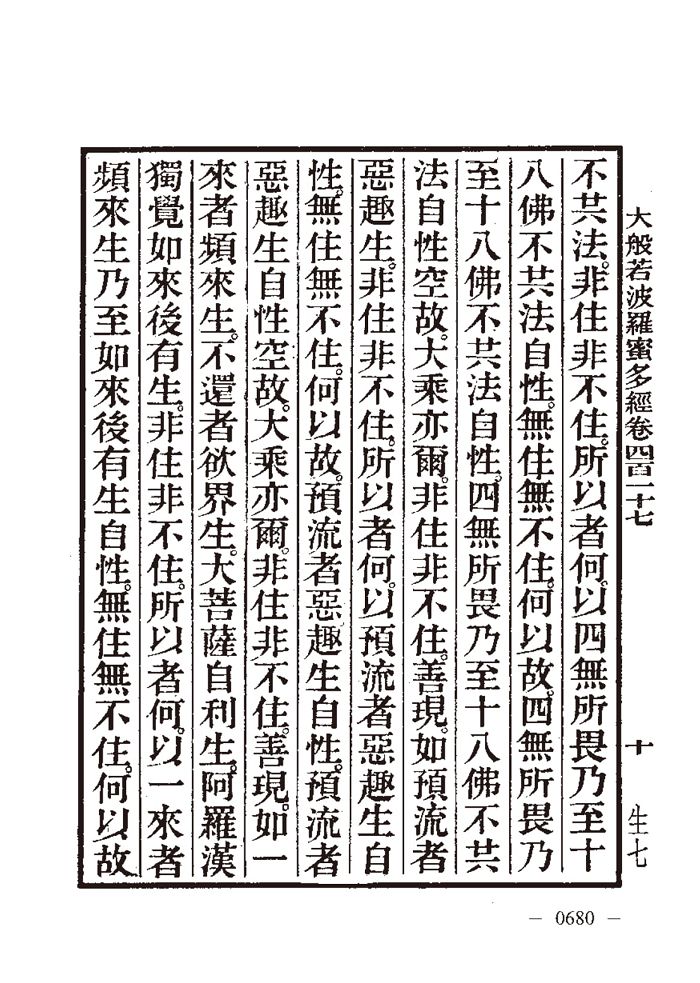 大般若波羅蜜多經卷四百一十七
十
生七
不共法。非住非不住。所以者何。以四無所畏乃至十
八佛不共法自性。無住無不住。何以故。四無所畏乃
至十八佛不共法自性。四無所畏乃至十八佛不共
法自性空故。大乘亦爾。非住非不住。善現。如預流者
惡趣生。非住非不住。所以者何。以預流者惡趣生自
性。無住無不住。何以故。預流者惡趣生自性。預流者
惡趣生自性空故。大乘亦爾。非住非不住。善現。如一
來者頻來生。不還者欲界生。大菩薩自利生。阿羅漢
獨覺如來後有生。非住非不住。所以者何。以一來者
頻來生乃至如來後有生自性。無住無不住。何以故
— 0680 —